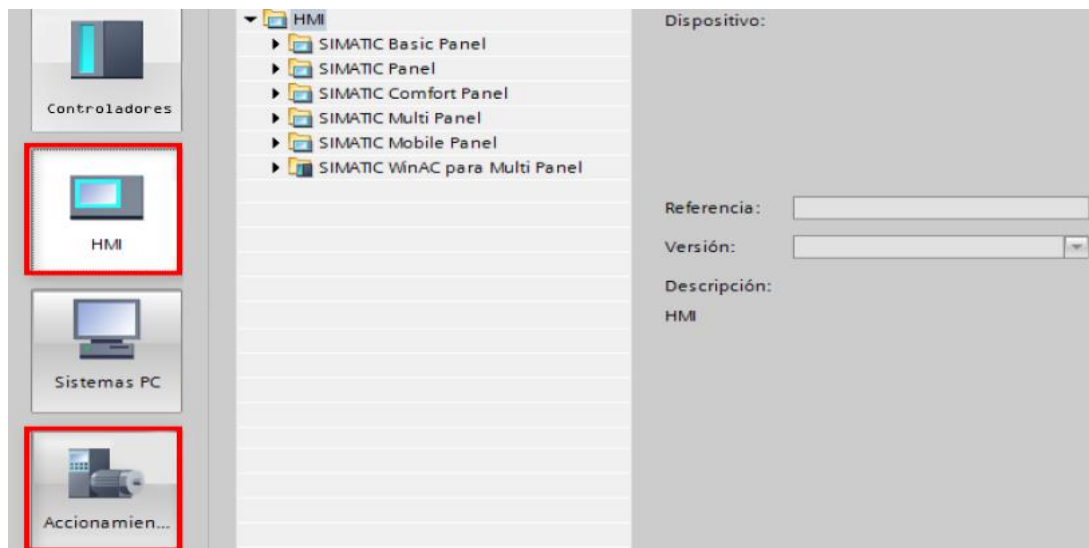 Controladores
HMI
Sistemas PC
Accionamien...
HMI
SIMATIC Basic Panel
SIMATIC Panel
SIMATIC Comfort Panel
SIMATIC Multi Panel
SIMATIC Mobile Panel
SIMATIC WinAC para Multi Panel
Dispositivo:
Referencia:
Versión:
Descripción:
HMI